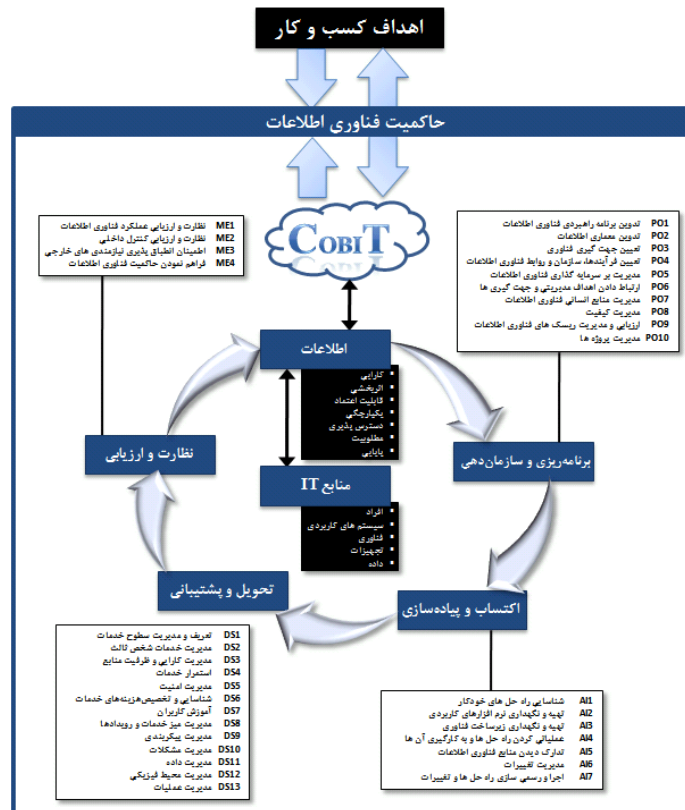 اهداف کسب و کار
حاکمیت فناوری اطلاعات
COBIT
ME1 نظارت و ارزیابی عملکرد فناوری اطلاعات
ME2 نظارت و ارزیابی کنترل داخلی
ME3 اطمینان انطباق پذیری نیازمندی های خارجی
ME4 فراهم نمودن حاکمیت فناوری اطلاعات
PO1 تدوین برنامه راهبردی فناوری اطلاعات
PO2 تدوین معماری اطلاعات
PO3 تعیین جهت گیری فناوری
PO4 تعیین فرآیندها، سازمان و روابط فناوری اطلاعات
PO5 مدیریت بر سرمایه گذاری فناوری اطلاعات
PO6 ارتباط دادن اهداف مدیریتی و جهت گیری ها
PO7 مدیریت منابع انسانی فناوری اطلاعات
PO8 مدیریت کیفیت
PO9 ارزیابی و مدیریت ریسک های فناوری اطلاعات
PO10 مدیریت پروژه ها
اطلاعات
کارایی
اثربخشی
قابلیت اعتماد
یکپارچگی
دسترس پذیری
مطلوبیت
پایایی
نظارت و ارزیابی
برنامه‌ریزی و سازمان‌دهی
منابع IT
افراد
سیستم های کاربردی
فناوری
تجهیزات
داده
تحویل و پشتیبانی
اکتساب و پیاده‌سازی
DS1 تعریف و مدیریت سطوح خدمات
DS2 مدیریت خدمات شخص ثالث
DS3 مدیریت کارایی و ظرفیت منابع
DS4 استمرار خدمات
DS5 مدیریت امنیت
DS6 شناسایی و تخصیص‌هزینه‌های خدمات
DS7 آموزش کاربران
DS8 مدیریت میز خدمات و رویدادها
DS9 مدیریت پیکربندی
DS10 مدیریت مشکلات
DS11 مدیریت داده
DS12 مدیریت محیط فیزیکی
DS13 مدیریت عملیات
AI1 شناسایی راه حل های خودکار
AI2 تهیه و نگهداری نرم افزارهای کاربردی
AI3 تهیه و نگهداری زیرساخت فناوری
AI4 عملیاتی کردن راه حل ها و به کارگیری آن ها
AI5 تدارک دیدن منابع فناوری اطلاعات
AI6 مدیریت تغییرات
AI7 اجرا و رسمی سازی راه حل ها و تغییرات